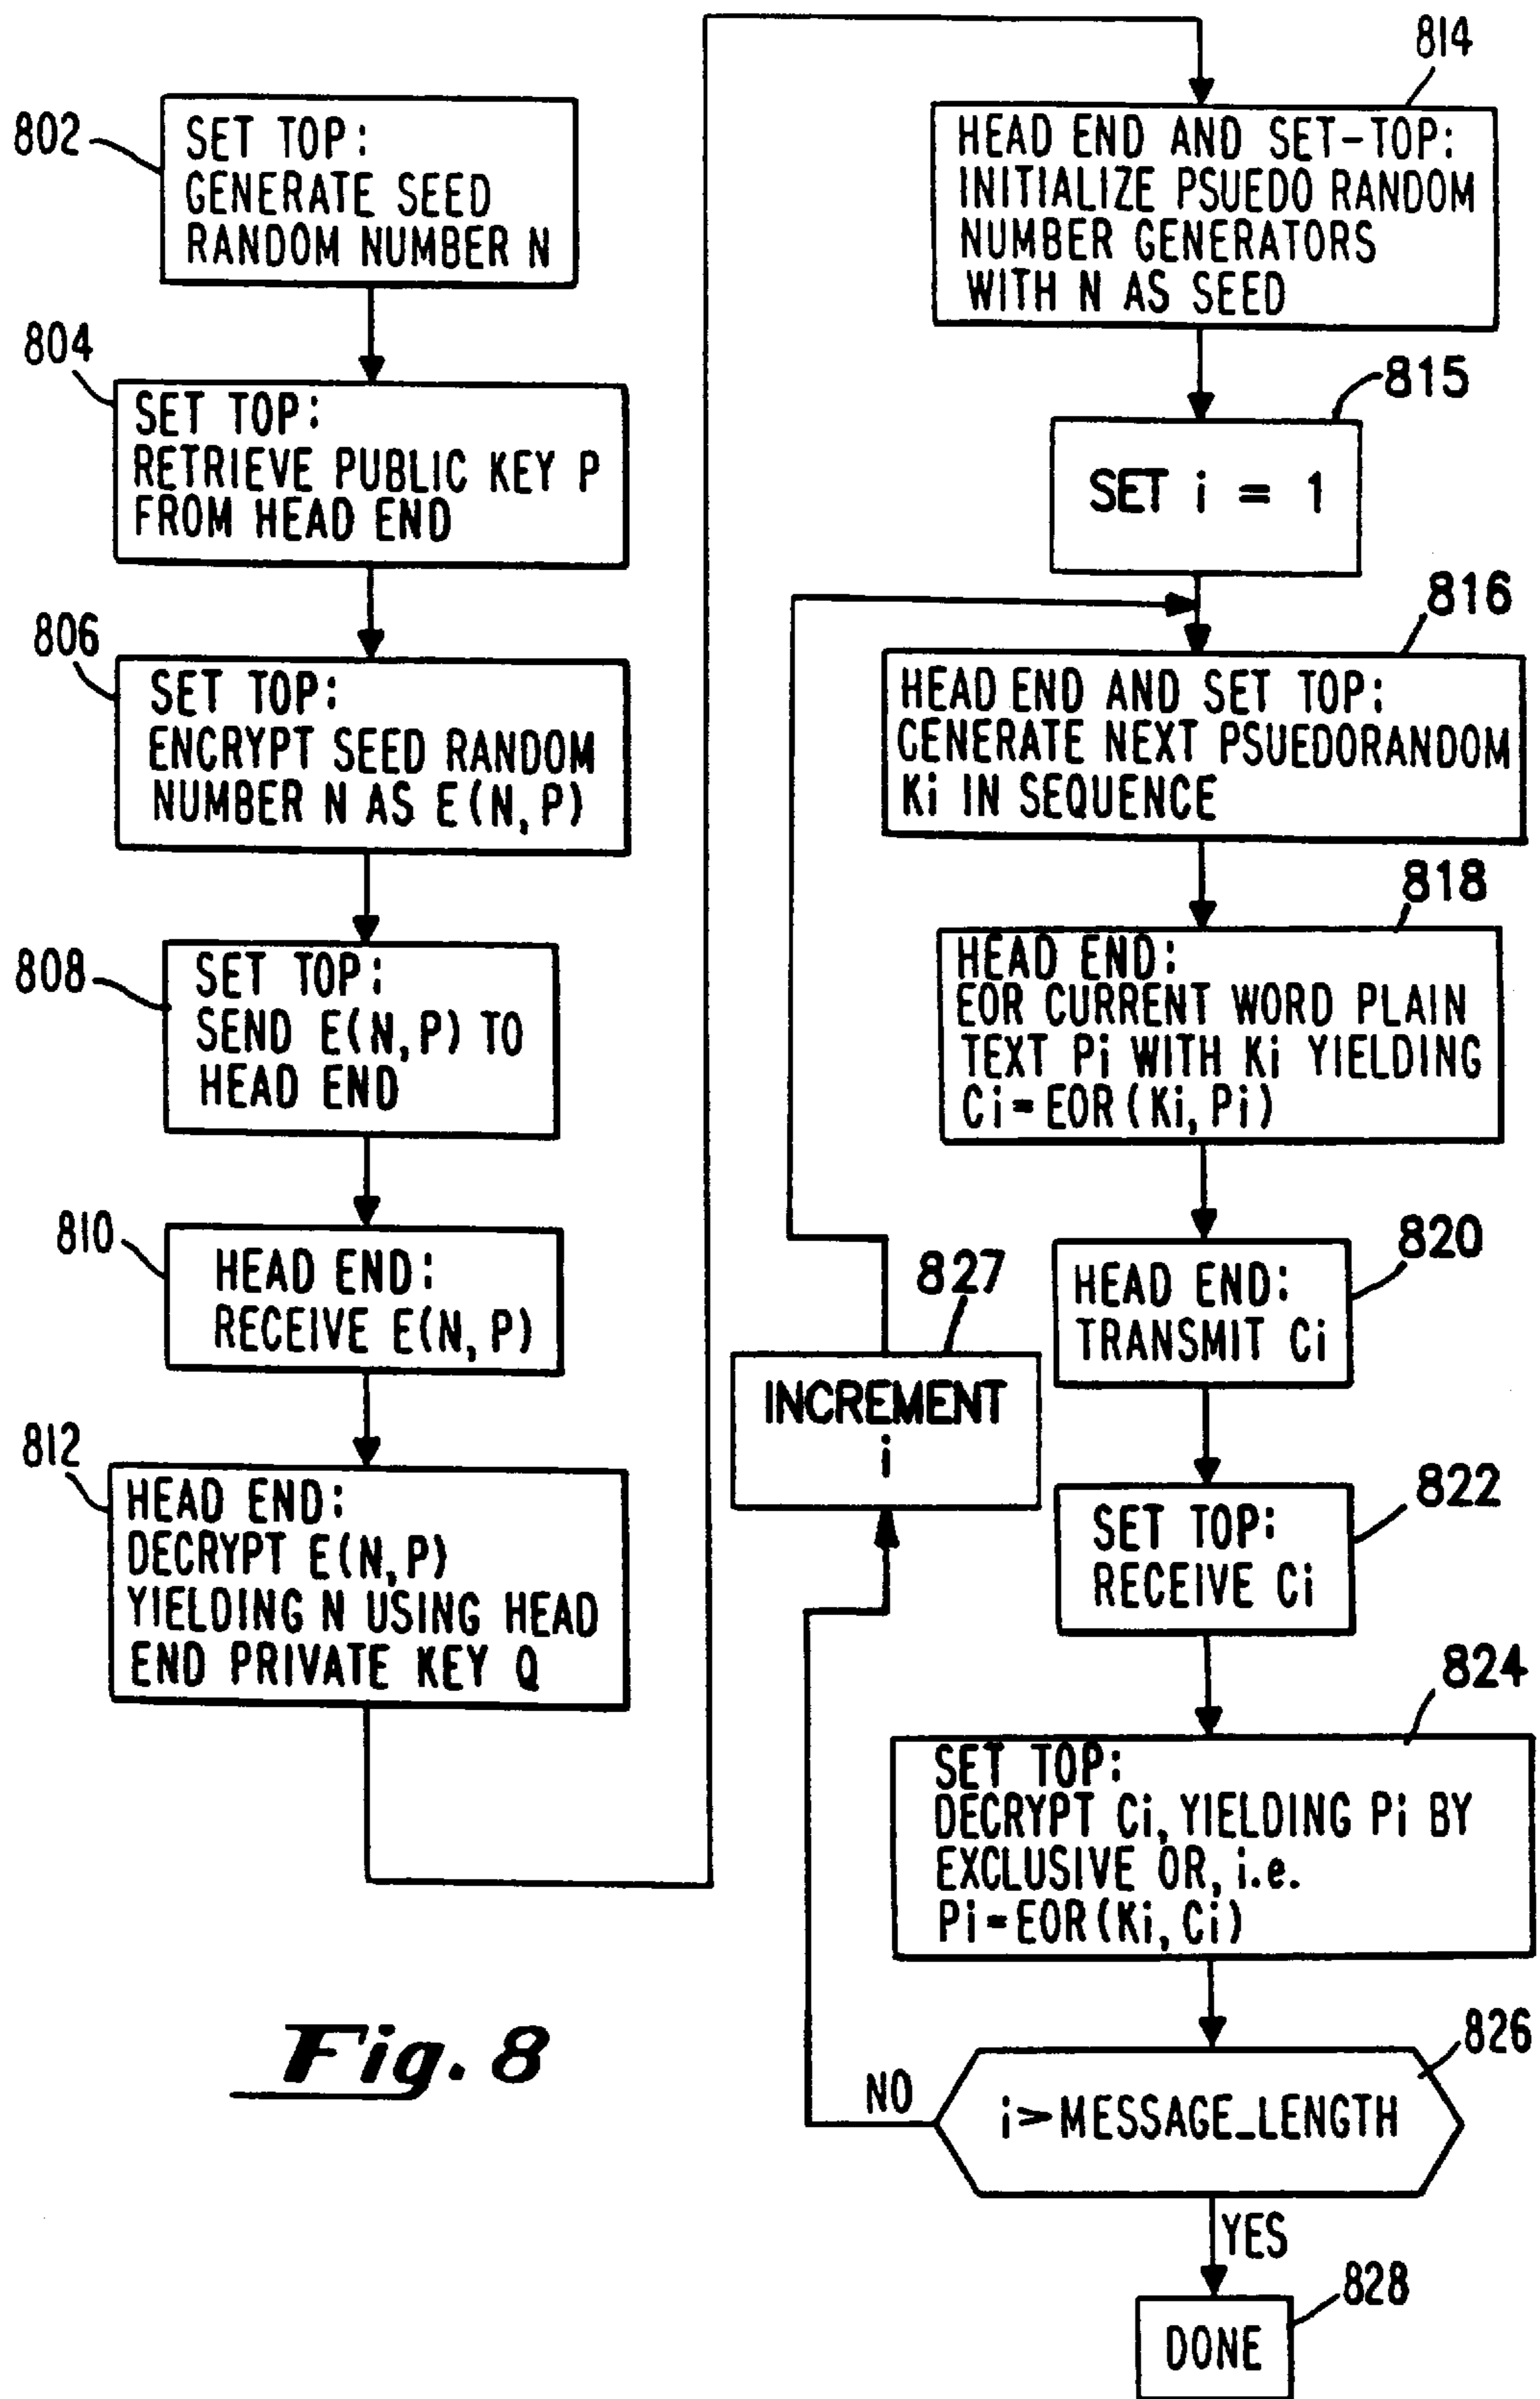 802
SET TOP:
GENERATE SEED
RANDOM NUMBER N
804
SET TOP:
RETRIEVE PUBLIC KEY P
FROM HEAD END
806
SET TOP:
ENCRYPT SEED RANDOM
NUMBER N AS E(N,P)
808
SET TOP:
SEND E(N,P) TO
HEAD END
810
HEAD END:
RECEIVE E(N,P)
812
HEAD END:
DECRYPT E(N,P)
YIELDING N USING HEAD
END PRIVATE KEY Q
814
HEAD END AND SET-TOP:
INITIALIZE PSUEDO RANDOM
NUMBER GENERATORS
WITH N AS SEED
815
SET i = 1
816
HEAD END AND SET TOP:
GENERATE NEXT PSUEDORANDOM
Ki IN SEQUENCE
818
HEAD END:
EOR CURRENT WORD PLAIN
TEXT Pi WITH Ki YIELDING
Ci=EOR(Ki,Pi)
820
HEAD END:
TRANSMIT Ci
827
INCREMENT
i
822
SET TOP:
RECEIVE Ci
824
SET TOP:
DECRYPT Ci, YIELDING Pi BY
EXCLUSIVE OR, i.e.
Pi=EOR(Ki,Ci)
826
i>MESSAGE_LENGTH
NO
YES
828
DONE
Fig. 8